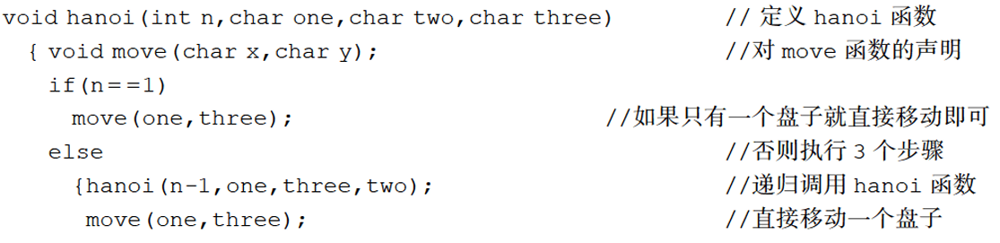 void hanoi(int n,char one,char two,char three) // 定义 hanoi 函数
{ void move(char x,char y); //对 move 函数的声明
if(n==1)
move(one,three); //如果只有一个盘子就直接移动即可
else //否则执行 3 个步骤
{hanoi(n-1,one,three,two); //递归调用 hanoi 函数
move(one,three); //直接移动一个盘子